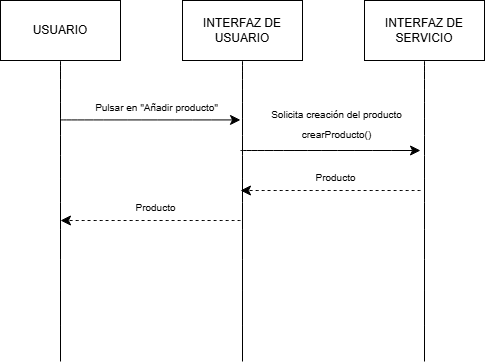 USUARIO
INTERFAZ DE
USUARIO
INTERFAZ DE
SERVICIO
Pulsar en "Añadir producto"
Solicita creación del producto
crearProducto()
Producto
Producto